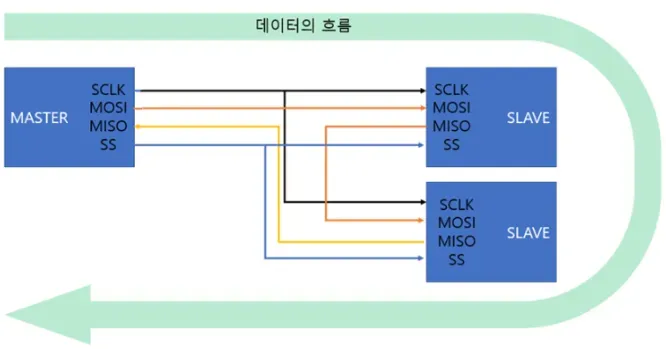 데이터의 흐름
MASTER
SCLK
MOSI
MISO
SS
SCLK
MOSI
MISO
SS
SLAVE
SCLK
MOSI
MISO
SS
SLAVE